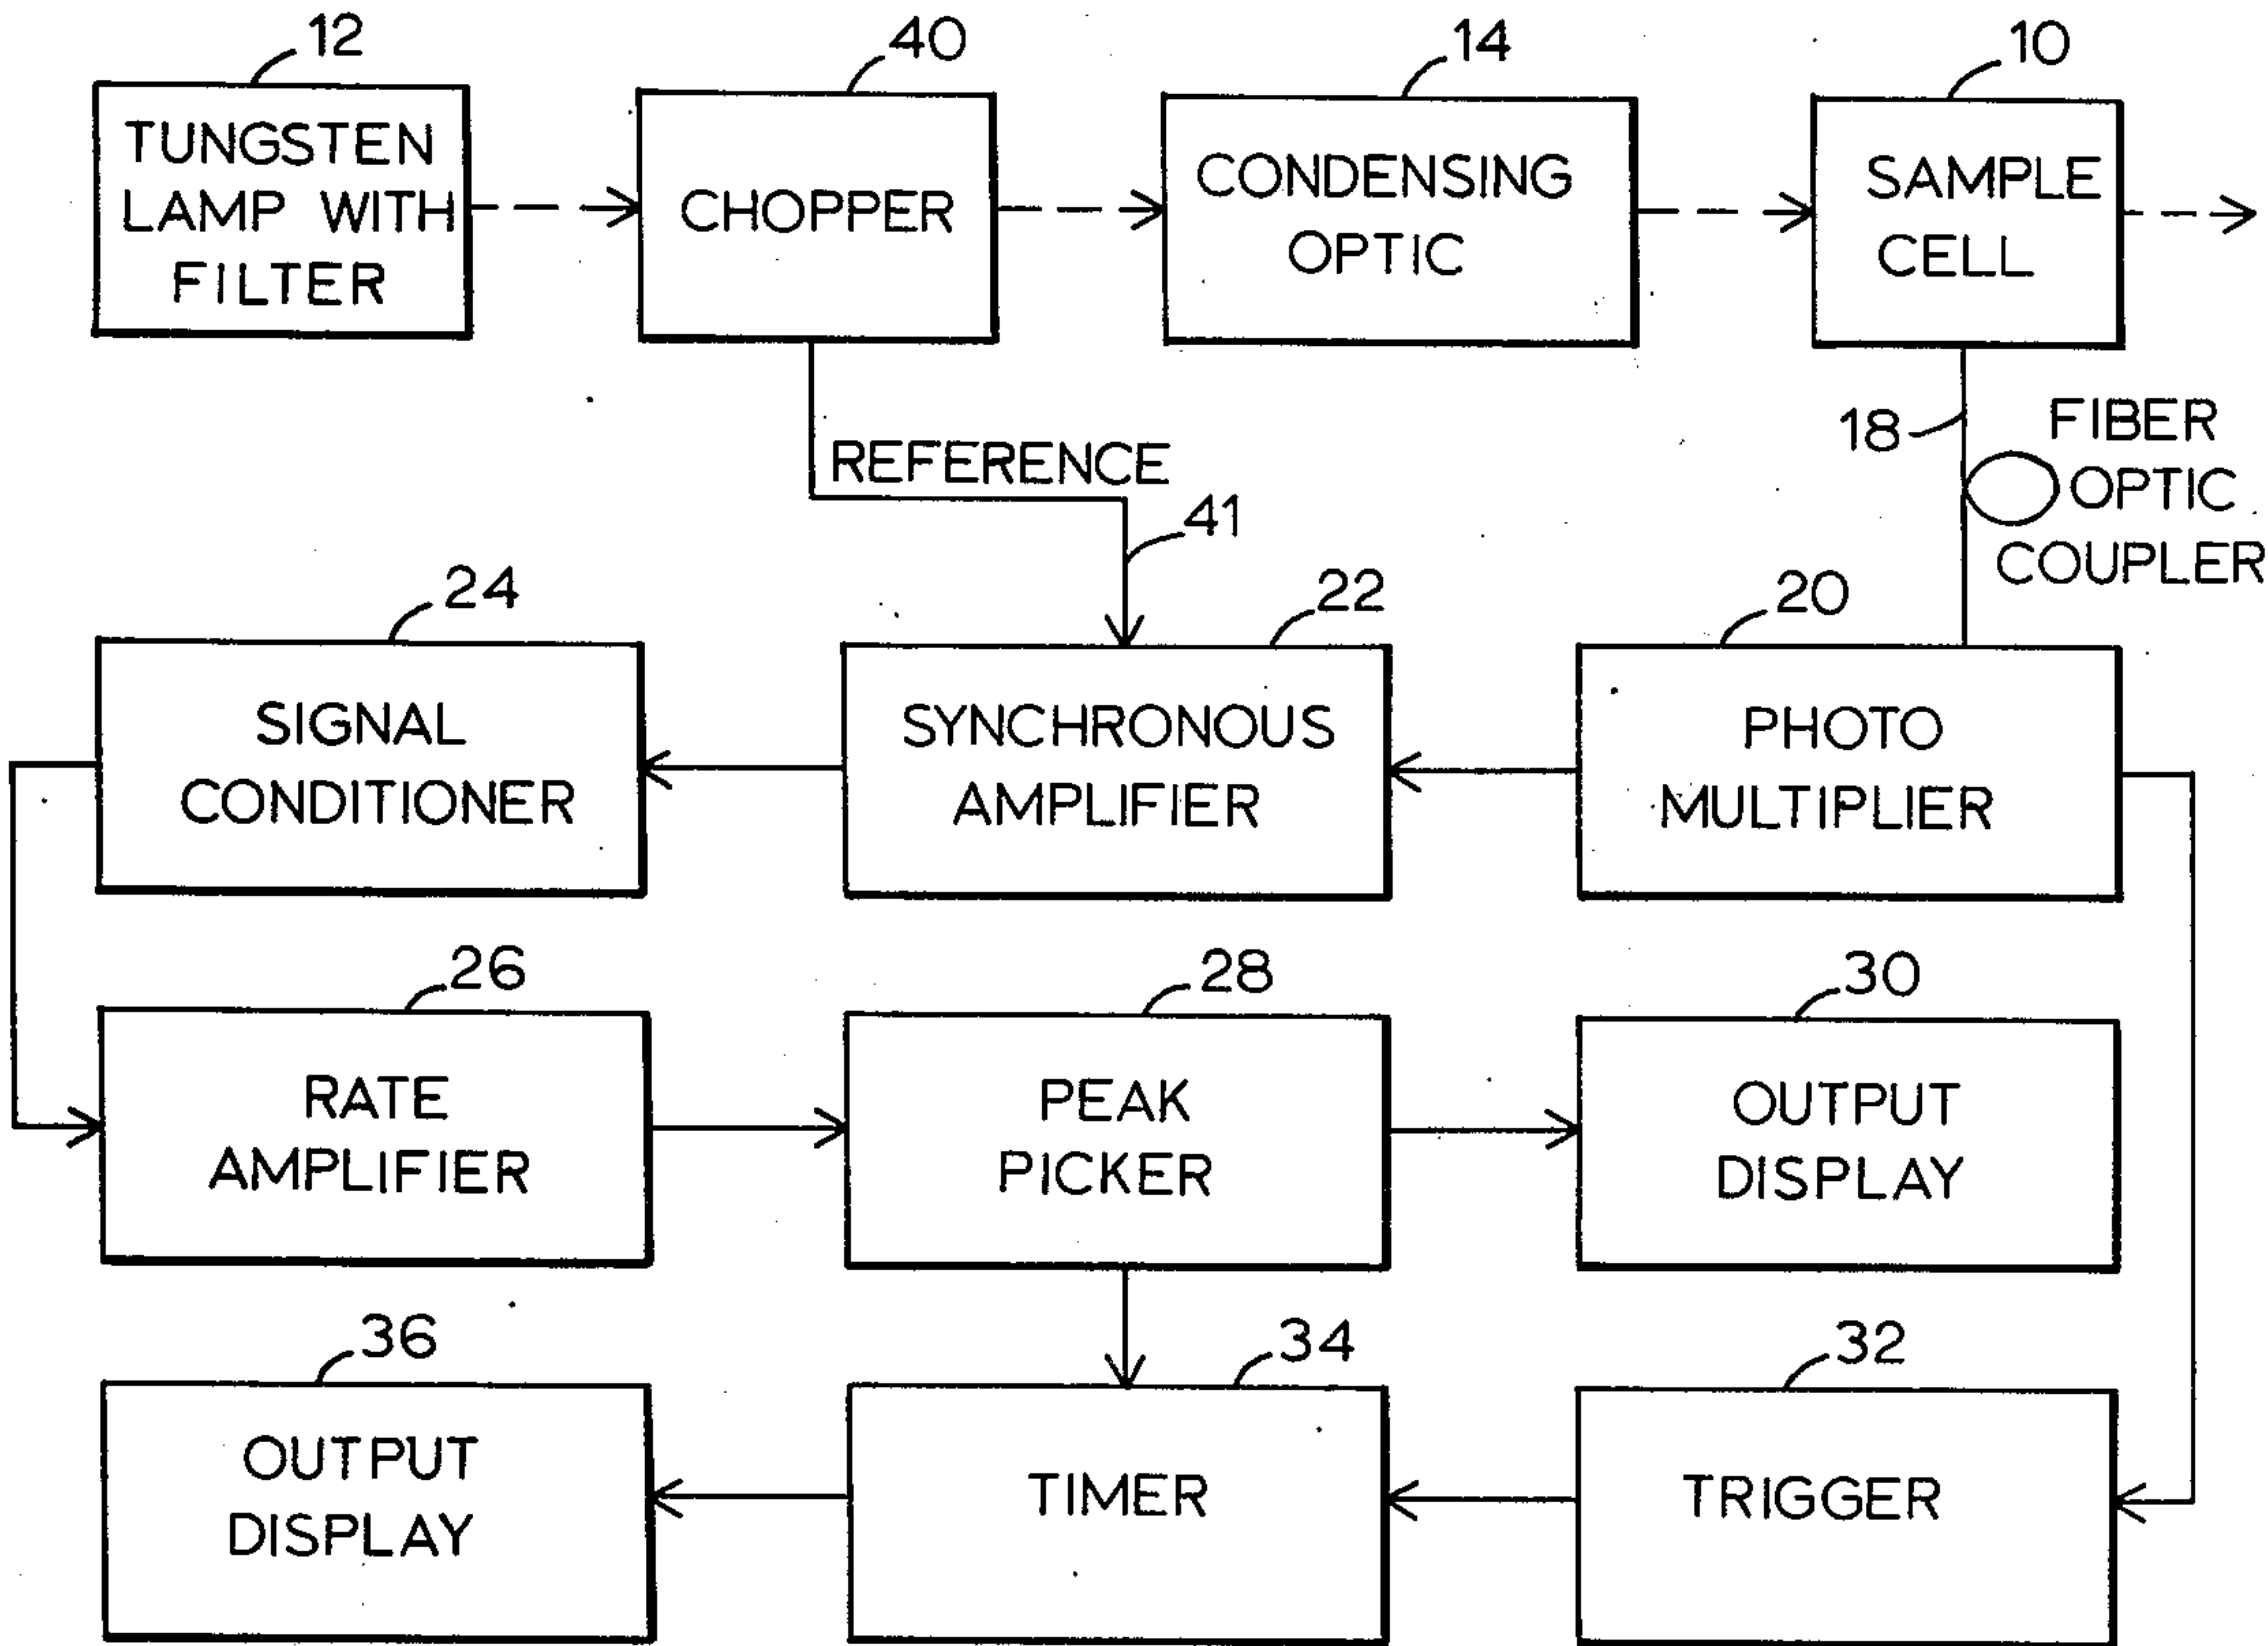 12
40
14
10
TUNGSTEN
LAMP WITH
FILTER
CHOPPER
CONDENSING
OPTIC
SAMPLE
CELL
REFERENCE
41
18
FIBER
OPTIC
COUPLER
24
22
20
SIGNAL
CONDITIONER
SYNCHRONOUS
AMPLIFIER
PHOTO
MULTIPLIER
26
28
30
RATE
AMPLIFIER
PEAK
PICKER
OUTPUT
DISPLAY
36
34
32
OUTPUT
DISPLAY
TIMER
TRIGGER